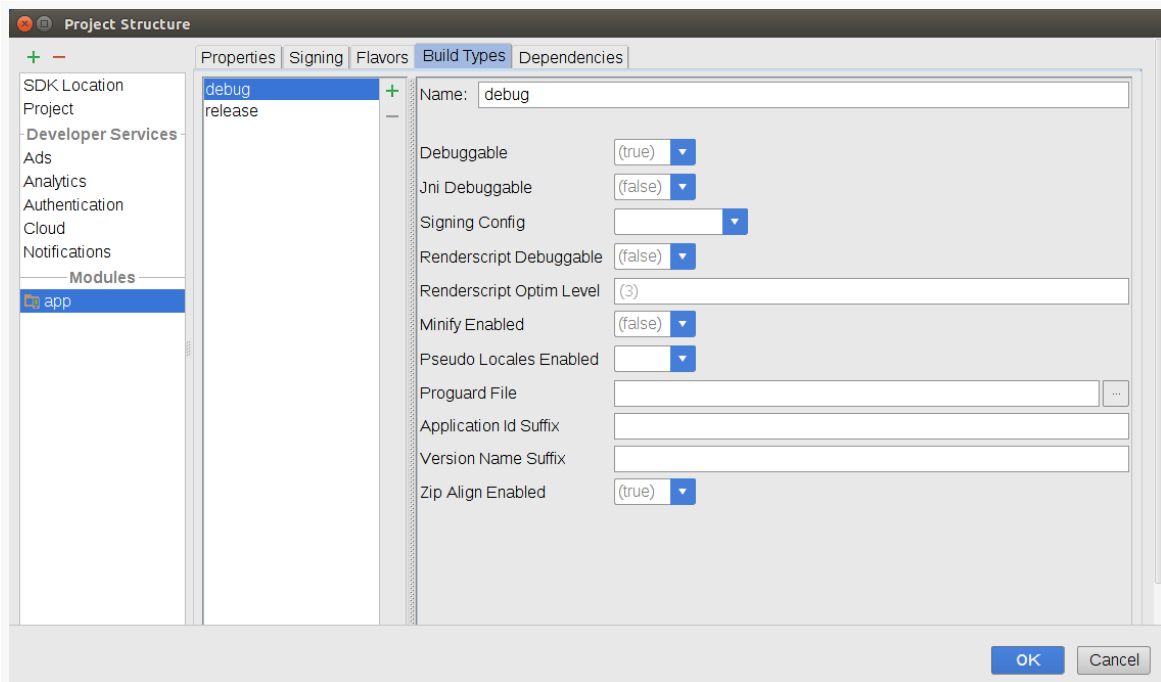 Project Structure
Properties Signing Flavors Build Types Dependencies
SDK Location
Project
Developer Services
Ads
Analytics
Authentication
Cloud
Notifications
Modules
app
debug
release
Name: debug
Debuggable (true)
Jni Debuggable (false)
Signing Config
Renderscript Debuggable (false)
Renderscript Optim Level (3)
Minify Enabled (false)
Pseudo Locales Enabled
Proguard File ...
Application Id Suffix
Version Name Suffix
Zip Align Enabled (true)
OK Cancel